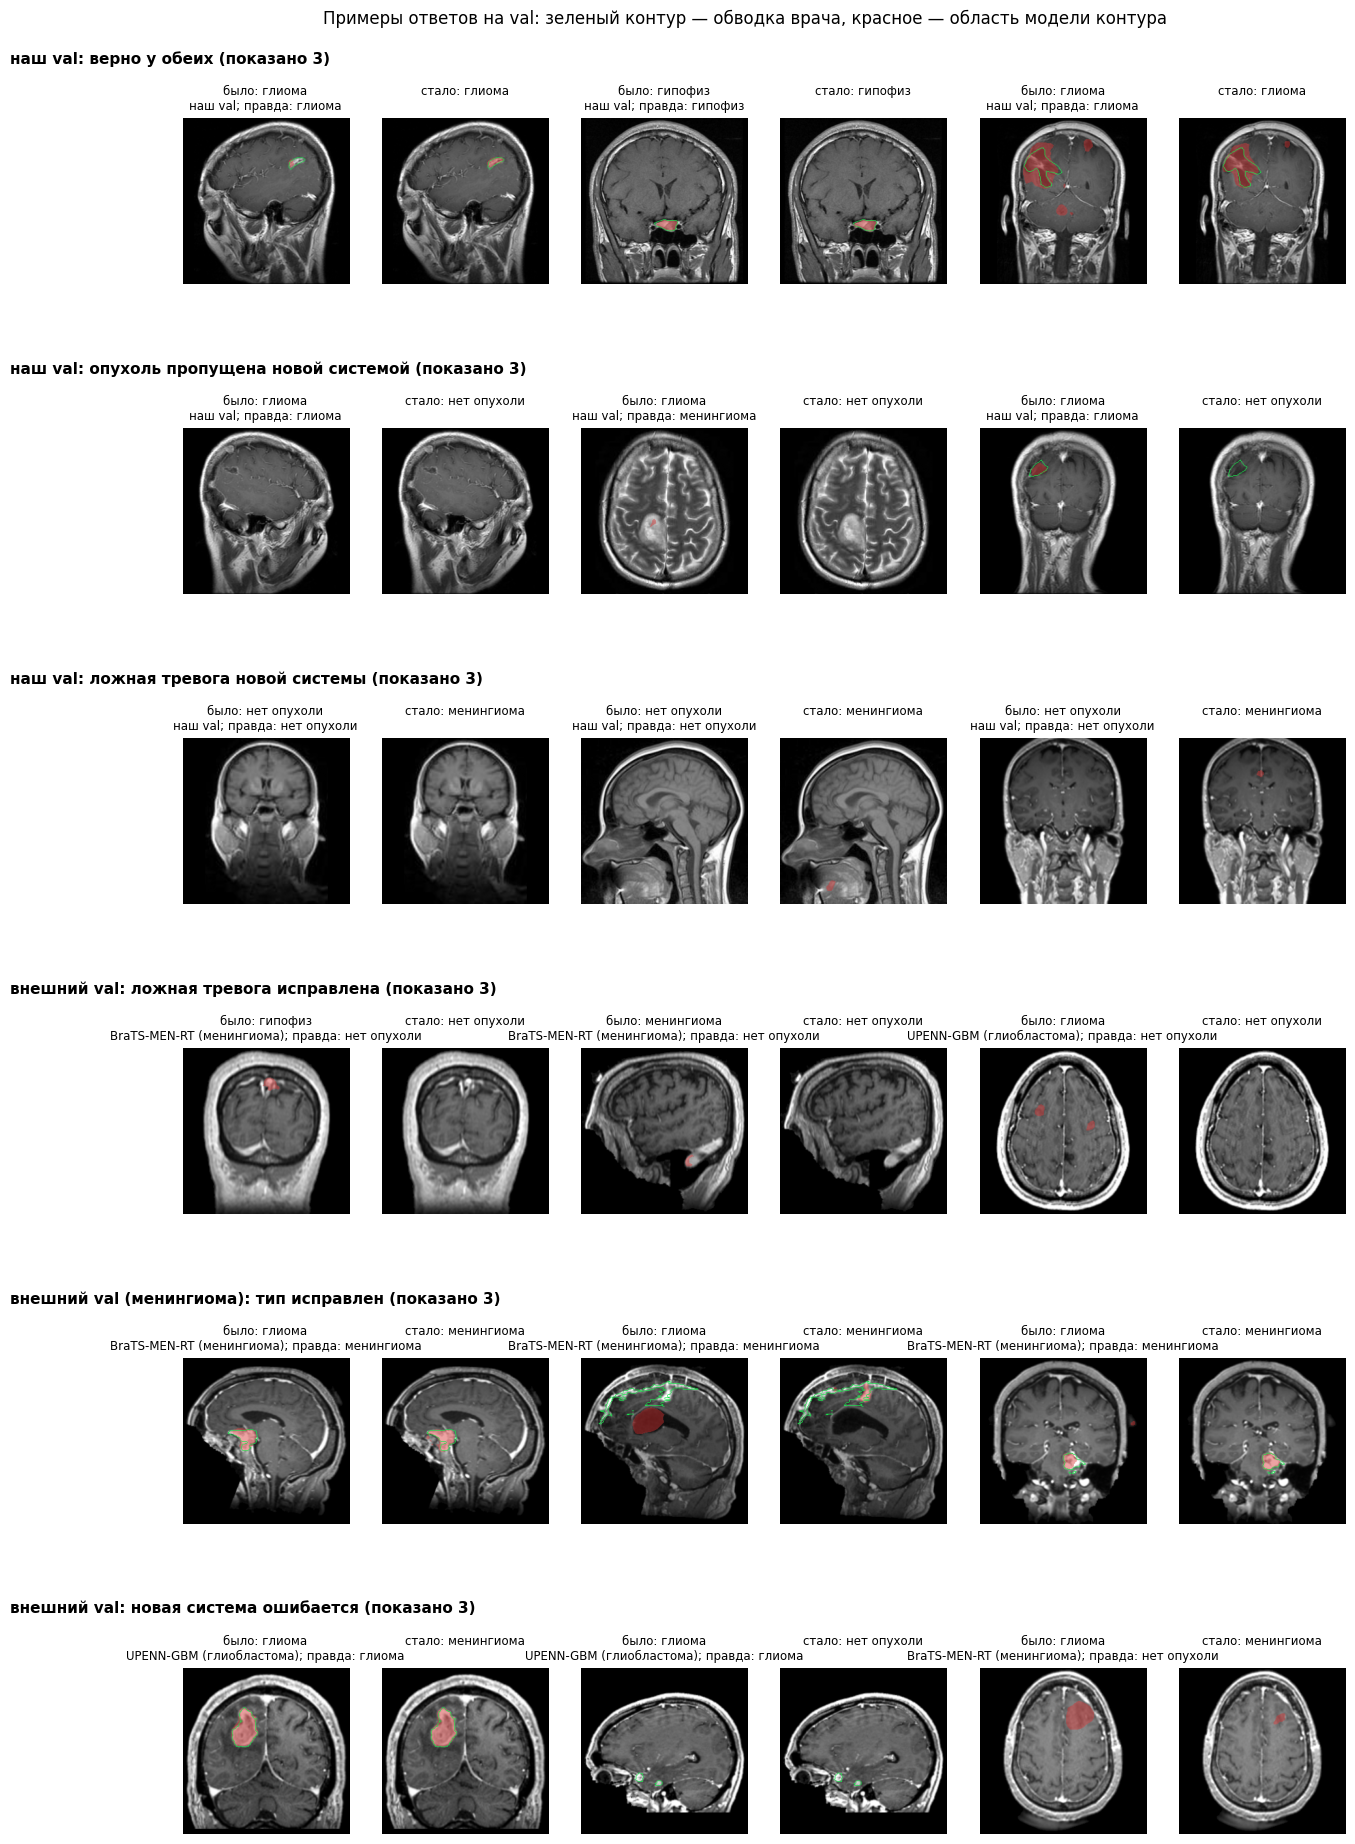 Примеры ответов на val: зеленый контур — обводка врача, красное — область модели контура
наш val: верно у обеих (показано 3)
было: глиома
наш val; правда: глиома
стало: глиома
было: гипофиз
наш val; правда: гипофиз
стало: гипофиз
было: глиома
наш val; правда: глиома
стало: глиома
наш val: опухоль пропущена новой системой (показано 3)
было: глиома
наш val; правда: глиома
стало: нет опухоли
было: глиома
наш val; правда: менингиома
стало: нет опухоли
было: глиома
наш val; правда: глиома
стало: нет опухоли
наш val: ложная тревога новой системы (показано 3)
было: нет опухоли
наш val; правда: нет опухоли
стало: менингиома
было: нет опухоли
наш val; правда: нет опухоли
стало: менингиома
было: нет опухоли
наш val; правда: нет опухоли
стало: менингиома
внешний val: ложная тревога исправлена (показано 3)
было: гипофиз
BraTS-MEN-RT (менингиома); правда: нет опухоли
стало: нет опухоли
было: менингиома
BraTS-MEN-RT (менингиома); правда: нет опухоли
стало: нет опухоли
было: глиома
UPENN-GBM (глиобластома); правда: нет опухоли
стало: нет опухоли
внешний val (менингиома): тип исправлен (показано 3)
было: глиома
BraTS-MEN-RT (менингиома); правда: менингиома
стало: менингиома
было: глиома
BraTS-MEN-RT (менингиома); правда: менингиома
стало: менингиома
было: глиома
BraTS-MEN-RT (менингиома); правда: менингиома
стало: менингиома
внешний val: новая система ошибается (показано 3)
было: глиома
UPENN-GBM (глиобластома); правда: глиома
стало: менингиома
было: глиома
UPENN-GBM (глиобластома); правда: глиома
стало: нет опухоли
было: глиома
BraTS-MEN-RT (менингиома); правда: нет опухоли
стало: менингиома